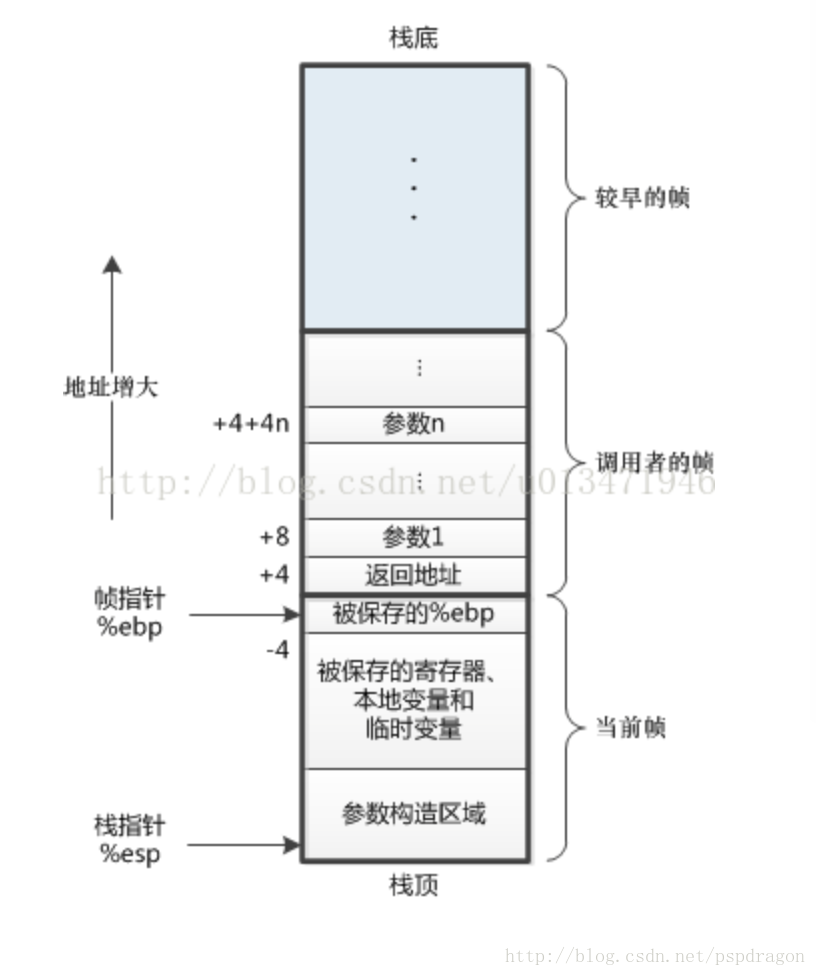 栈底
较早的帧
地址增大
+4+4n
参数n
调用者的帧
http://blog.csdn.net/u013471946
+8
参数1
+4
返回地址
帧指针
%ebp
被保存的%ebp
-4
被保存的寄存器、
本地变量和
临时变量
当前帧
参数构造区域
栈指针
%esp
栈顶
http://blog.csdn.net/pspdragon